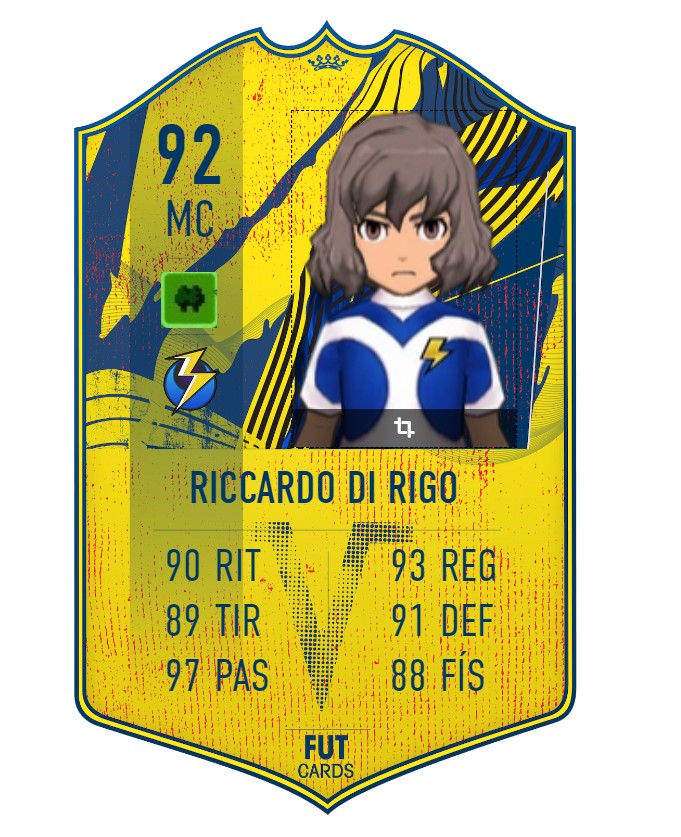 92
MC
RICCARDO DI RIGO
90 RIT 93 REG
89 TIR 91 DEF
97 PAS 88 FÍS
FUT
CARDS